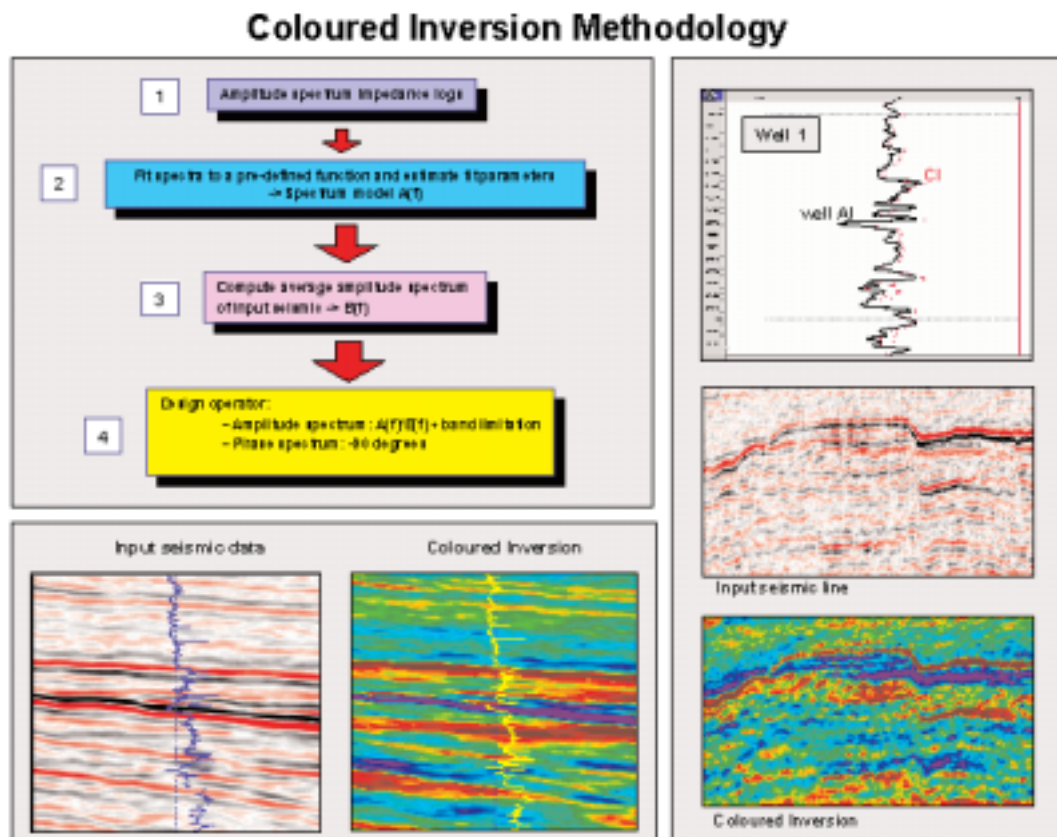 Coloured Inversion Methodology
1
Amplitude spectrum impedance logs
2
Fit spectra to a pre-defined function and estimate fit parameters
-> Spectrum model A(f)
3
Compute average amplitude spectrum
of input seismic -> B(f)
4
Design operator:
- Amplitude spectrum : A(f)/B(f) + band limitation
- Phase spectrum : -90 degrees
Input seismic data
Coloured Inversion
Well 1
CI
well AI
Input seismic line
Coloured Inversion